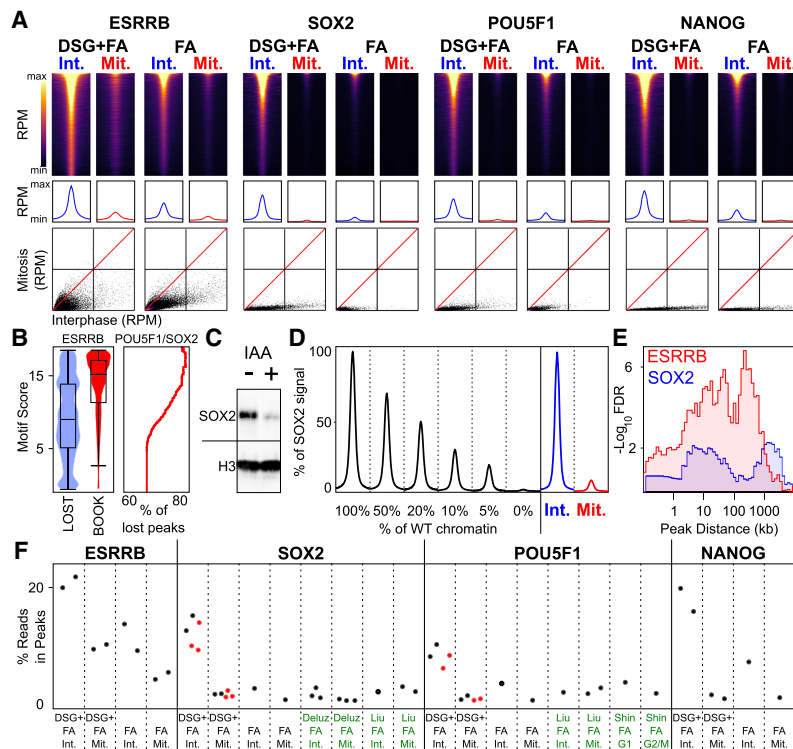 A
ESRRB SOX2 POU5F1 NANOG
DSG+FA FA DSG+FA FA DSG+FA FA DSG+FA FA
Int. Mit. Int. Mit. Int. Mit. Int. Mit. Int. Mit. Int. Mit. Int. Mit. Int. Mit.
max
RPM
min
max
RPM
min
Mitosis
(RPM)
Interphase (RPM)
B
ESRRB POU5F1/SOX2
Motif Score
15
5
LOST BOOK
60 80
% of
lost peaks
C
IAA
- +
SOX2
H3
D
% of SOX2 signal
100
50
0
100% 50% 20% 10% 5% 0% Int. Mit.
% of WT chromatin
E
ESRRB
SOX2
-Log10 FDR
6
2
1 10 100 1000
Peak Distance (kb)
F
ESRRB SOX2 POU5F1 NANOG
% Reads
in Peaks
20
0
DSG+ DSG+ DSG+ DSG+ Deluz Deluz Liu Liu DSG+ DSG+ Liu Liu Shin Shin DSG+ DSG+
FA FA FA FA FA FA FA FA FA FA FA FA FA FA FA FA FA FA FA FA FA FA FA FA
Int. Mit. Int. Mit. Int. Mit. Int. Mit. Int. Mit. Int. Mit. Int. Mit. Int. Mit. Int. Mit. G1 G2/M Int. Mit. Int. Mit.